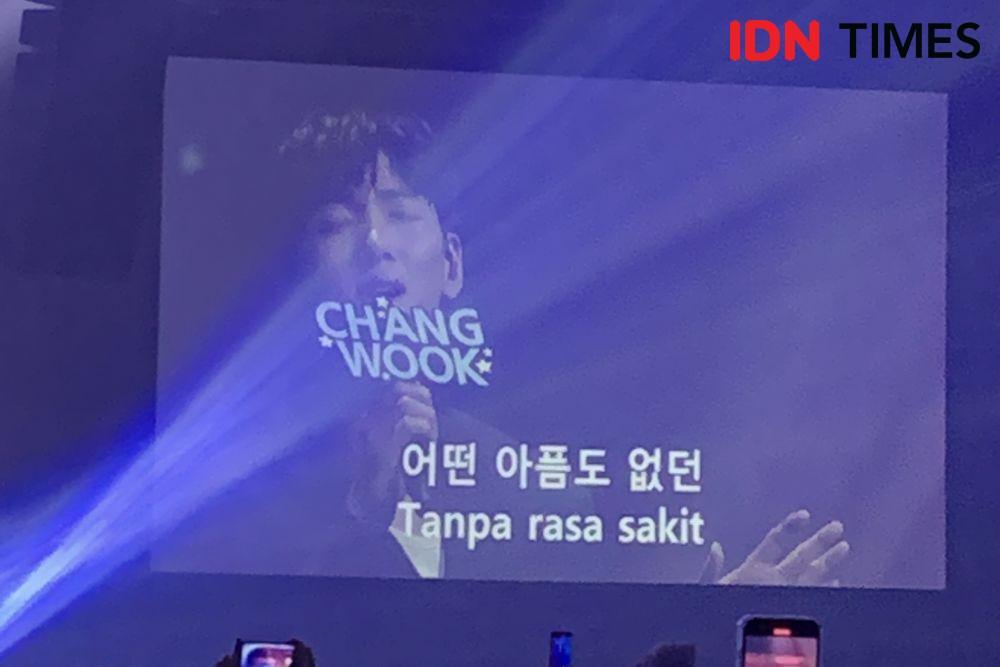 IDN TIMES
CHANG
WOOK
어떤 아픔도 없던
Tanpa rasa sakit